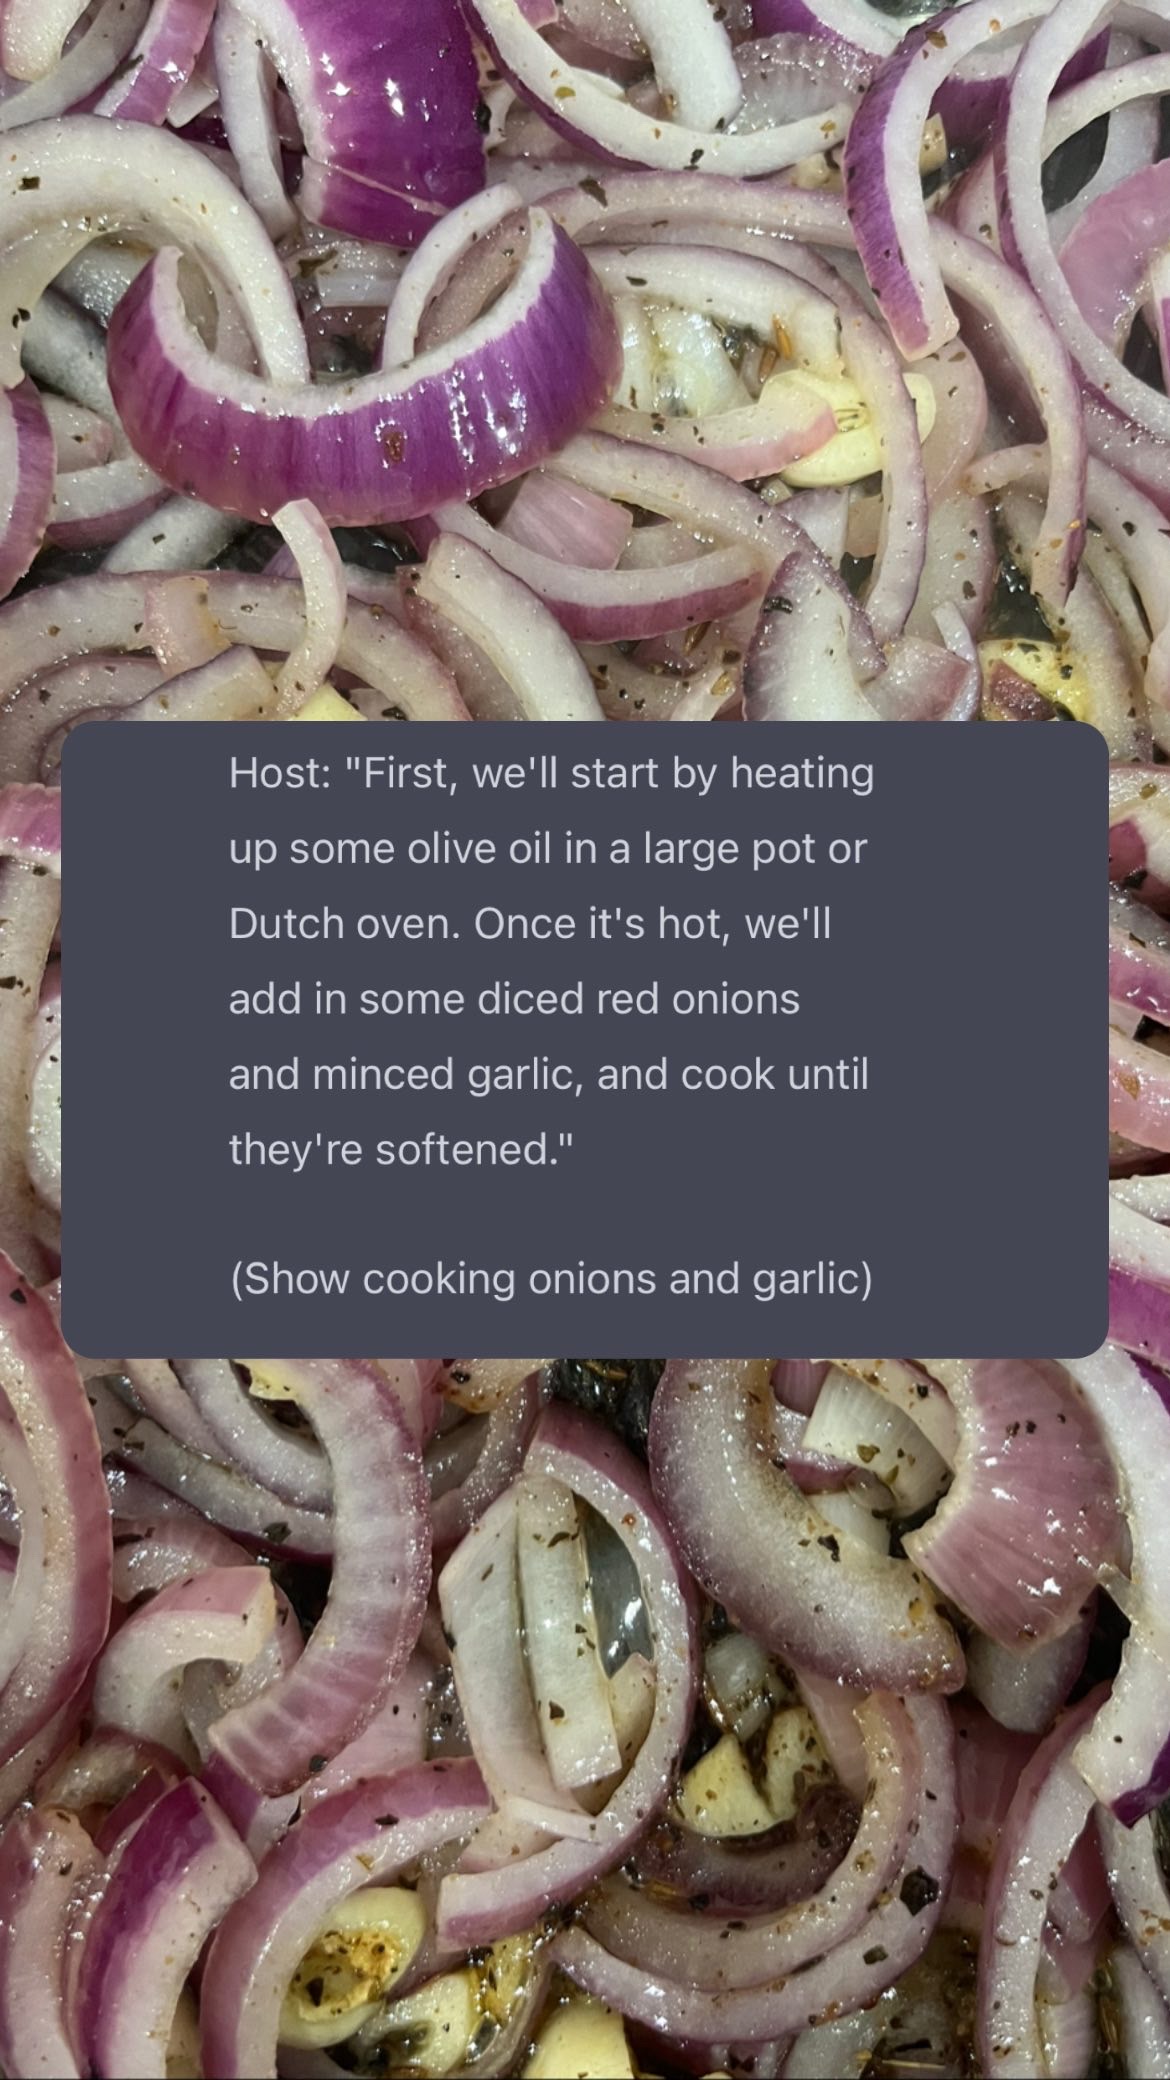 Host: "First, we'll start by heating
up some olive oil in a large pot or
Dutch oven. Once it's hot, we'll
add in some diced red onions
and minced garlic, and cook until
they're softened."
(Show cooking onions and garlic)